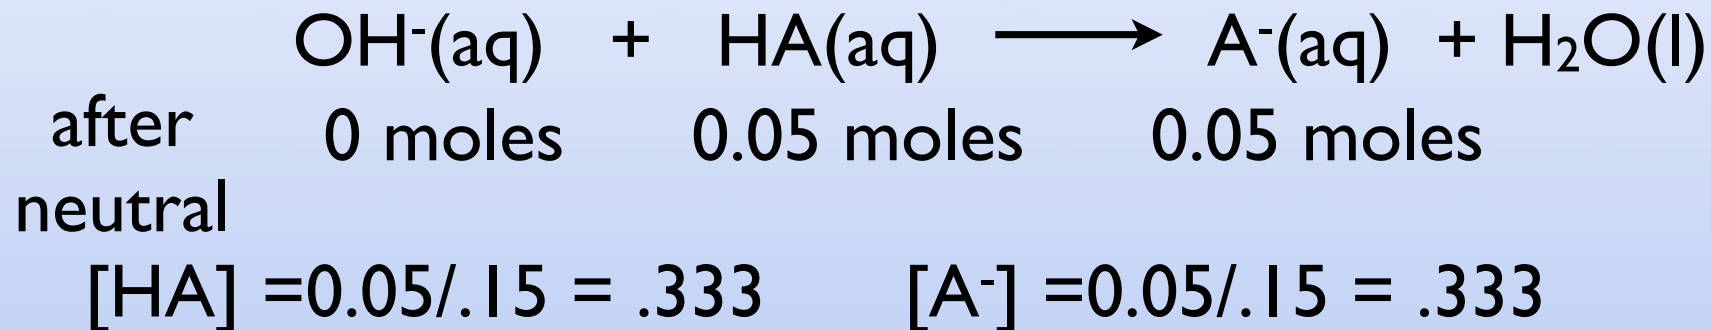 OH⁻(aq) + HA(aq) ⟶ A⁻(aq) + H₂O(l)
after 0 moles 0.05 moles 0.05 moles
neutral
[HA] =0.05/.15 = .333 [A⁻] =0.05/.15 = .333